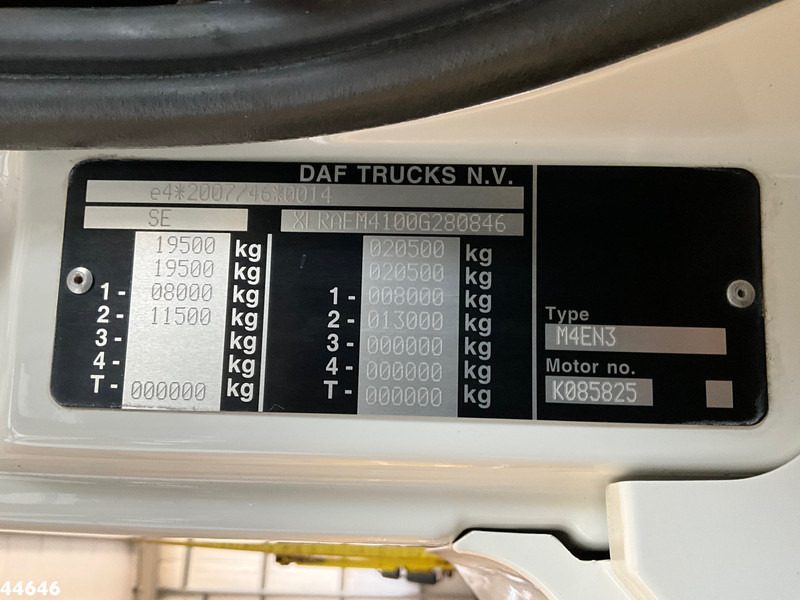 DAF TRUCKS N.V.
e4*2007/46*0014
SE XLRAEM4100G280846
19500 kg 020500 kg
19500 kg 020500 kg
1 - 08000 kg 1 - 008000 kg
2 - 11500 kg 2 - 013000 kg
3 - kg 3 - 000000 kg
4 - kg 4 - 000000 kg
T - 000000 kg T - 000000 kg
Type
M4EN3
Motor no.
K085825
44646